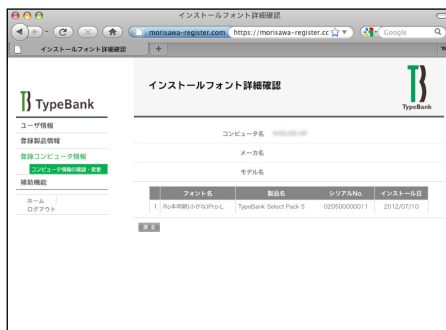 インストールフォント詳細確認
morisawa-register.com
https://morisawa-register.cc
Google
インストールフォント詳細確認
TypeBank
インストールフォント詳細確認
TypeBank
ユーザ情報
登録製品情報
登録コンピュータ情報
コンピュータ情報の確認・変更
補助機能
ホーム
ログアウト
コンピュータ名
メーカ名
モデル名
フォント名 製品名 シリアルNo. インストール日
1 Ro本明朝(小がな)Pro-L TypeBank Select Pack 5 020500000011 2012/07/10
戻る